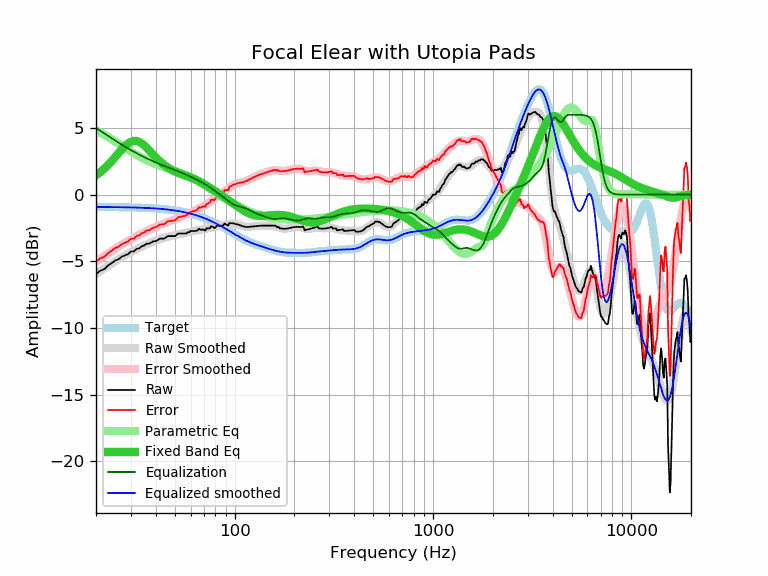 Focal Elear with Utopia Pads
Amplitude (dBr)
5
0
−5
−10
−15
−20
Target
Raw Smoothed
Error Smoothed
Raw
Error
Parametric Eq
Fixed Band Eq
Equalization
Equalized smoothed
100 1000 10000
Frequency (Hz)